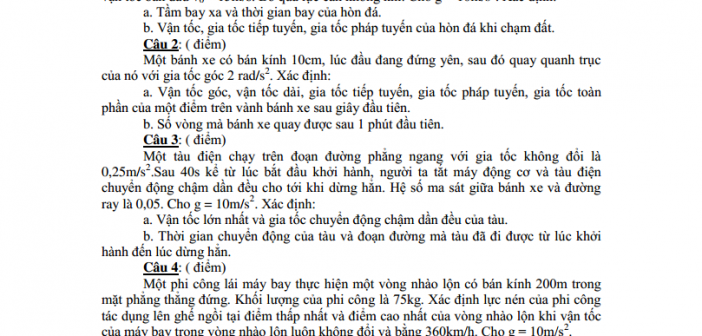 a. Tầm bay xa và thời gian bay của hòn đá.
b. Vận tốc, gia tốc tiếp tuyến, gia tốc pháp tuyến của hòn đá khi chạm đất.
Câu 2: ( điểm)
Một bánh xe có bán kính 10cm, lúc đầu đang đứng yên, sau đó quay quanh trục
của nó với gia tốc góc 2 rad/s². Xác định:
a. Vận tốc góc, vận tốc dài, gia tốc tiếp tuyến, gia tốc pháp tuyến, gia tốc toàn
phần của một điểm trên vành bánh xe sau giây đầu tiên.
b. Số vòng mà bánh xe quay được sau 1 phút đầu tiên.
Câu 3: ( điểm)
Một tàu điện chạy trên đoạn đường phẳng ngang với gia tốc không đổi là
0,25m/s².Sau 40s kể từ lúc bắt đầu khởi hành, người ta tắt máy động cơ và tàu điện
chuyển động chậm dần đều cho tới khi dừng hẳn. Hệ số ma sát giữa bánh xe và đường
ray là 0,05. Cho g = 10m/s². Xác định:
a. Vận tốc lớn nhất và gia tốc chuyển động chậm dần đều của tàu.
b. Thời gian chuyển động của tàu và đoạn đường mà tàu đã đi được từ lúc khởi
hành đến lúc dừng hẳn.
Câu 4: ( điểm)
Một phi công lái máy bay thực hiện một vòng nhào lộn có bán kính 200m trong
mặt phẳng thẳng đứng. Khối lượng của phi công là 75kg. Xác định lực nén của phi công
tác dụng lên ghế ngồi tại điểm thấp nhất và điểm cao nhất của vòng nhào lộn khi vận tốc
của máy bay trong vòng nhào lộn luôn không đổi và bằng 360km/h. Cho g = 10m/s².